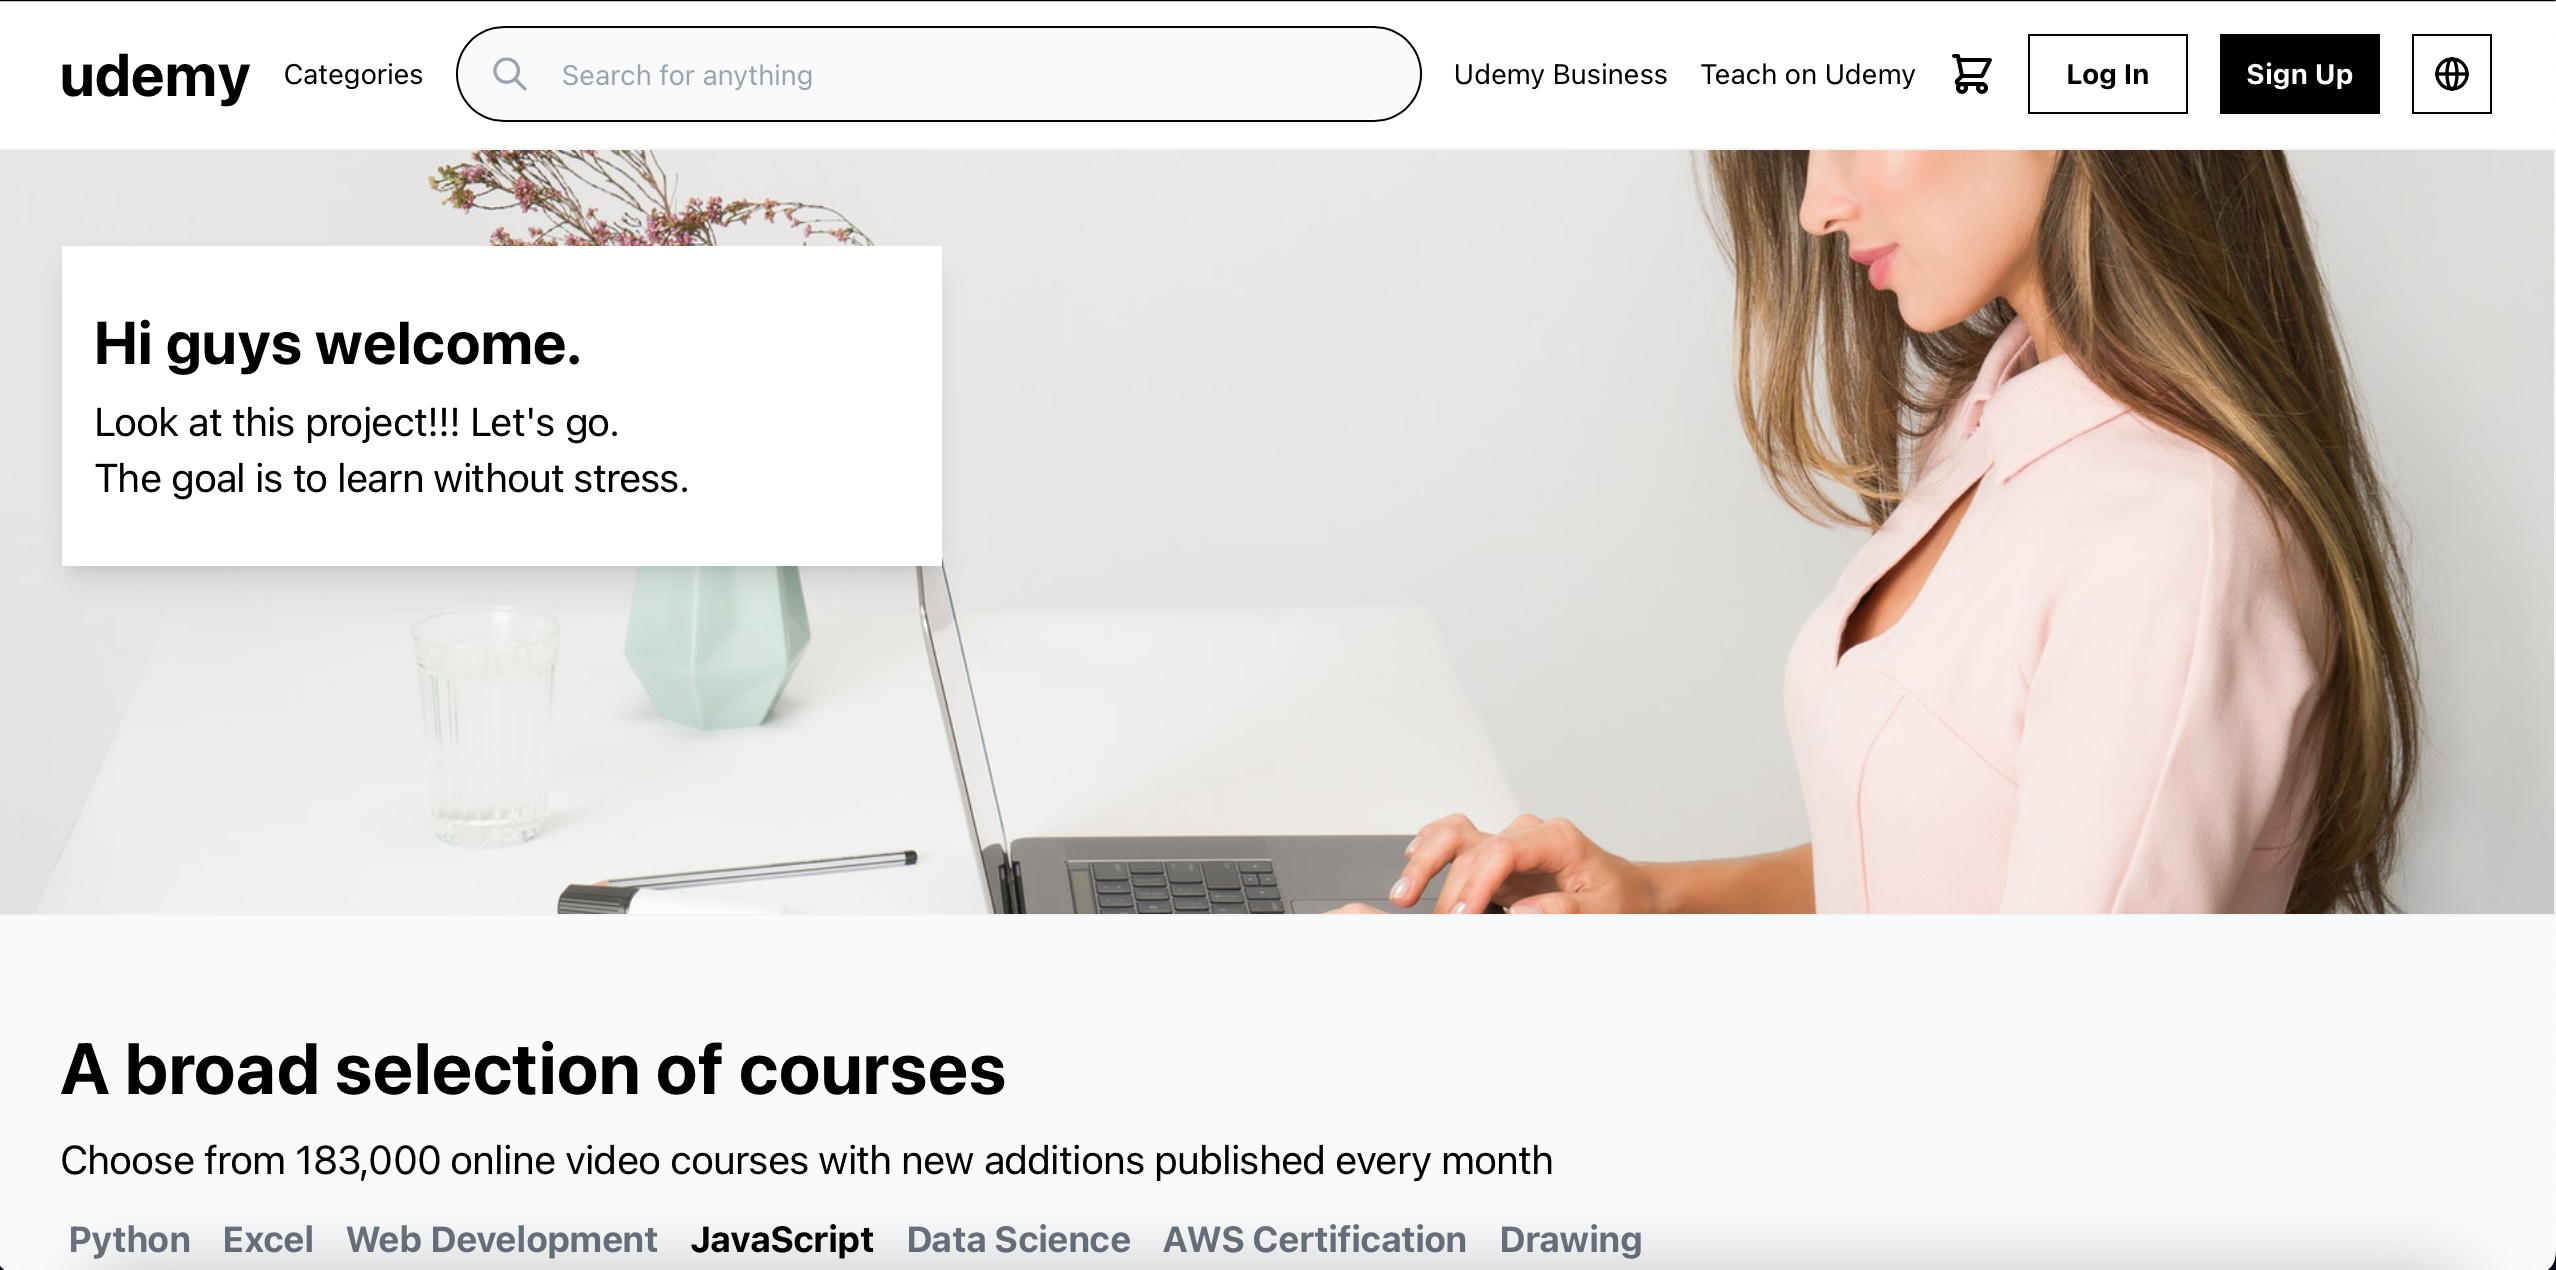 udemy Categories Search for anything Udemy Business Teach on Udemy Log In Sign Up
Hi guys welcome.
Look at this project!!! Let's go.
The goal is to learn without stress.
A broad selection of courses
Choose from 183,000 online video courses with new additions published every month
Python Excel Web Development JavaScript Data Science AWS Certification Drawing